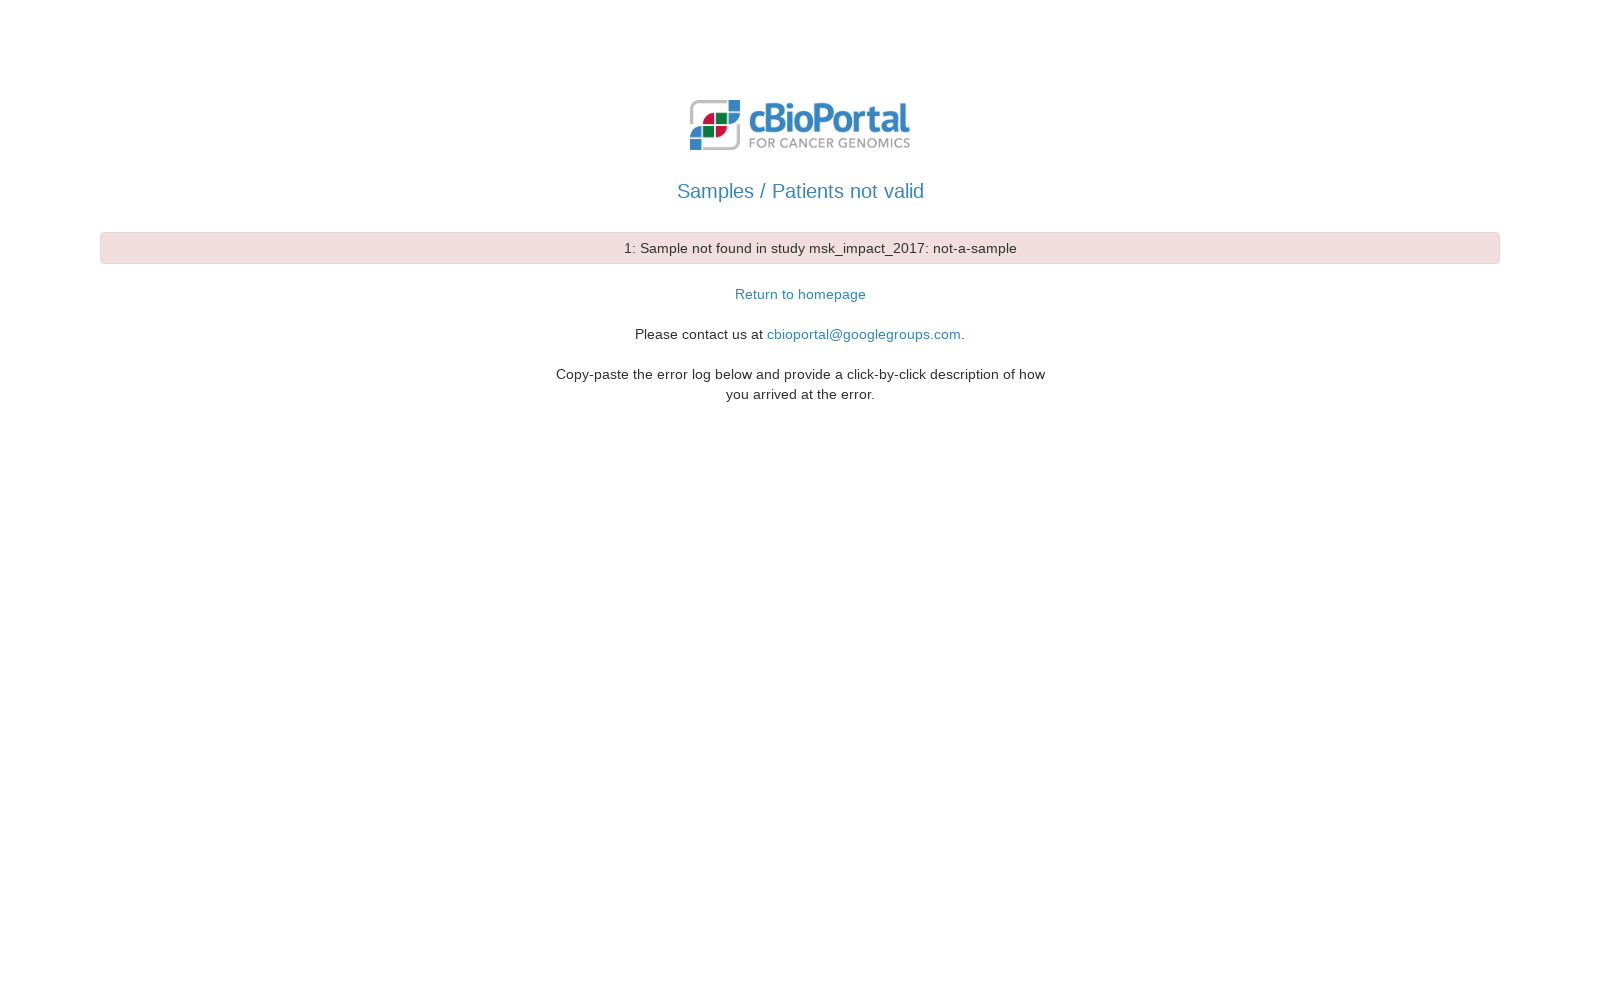 cBioPortal
FOR CANCER GENOMICS
Samples / Patients not valid
1: Sample not found in study msk_impact_2017: not-a-sample
Return to homepage
Please contact us at cbioportal@googlegroups.com.
Copy-paste the error log below and provide a click-by-click description of how
you arrived at the error.